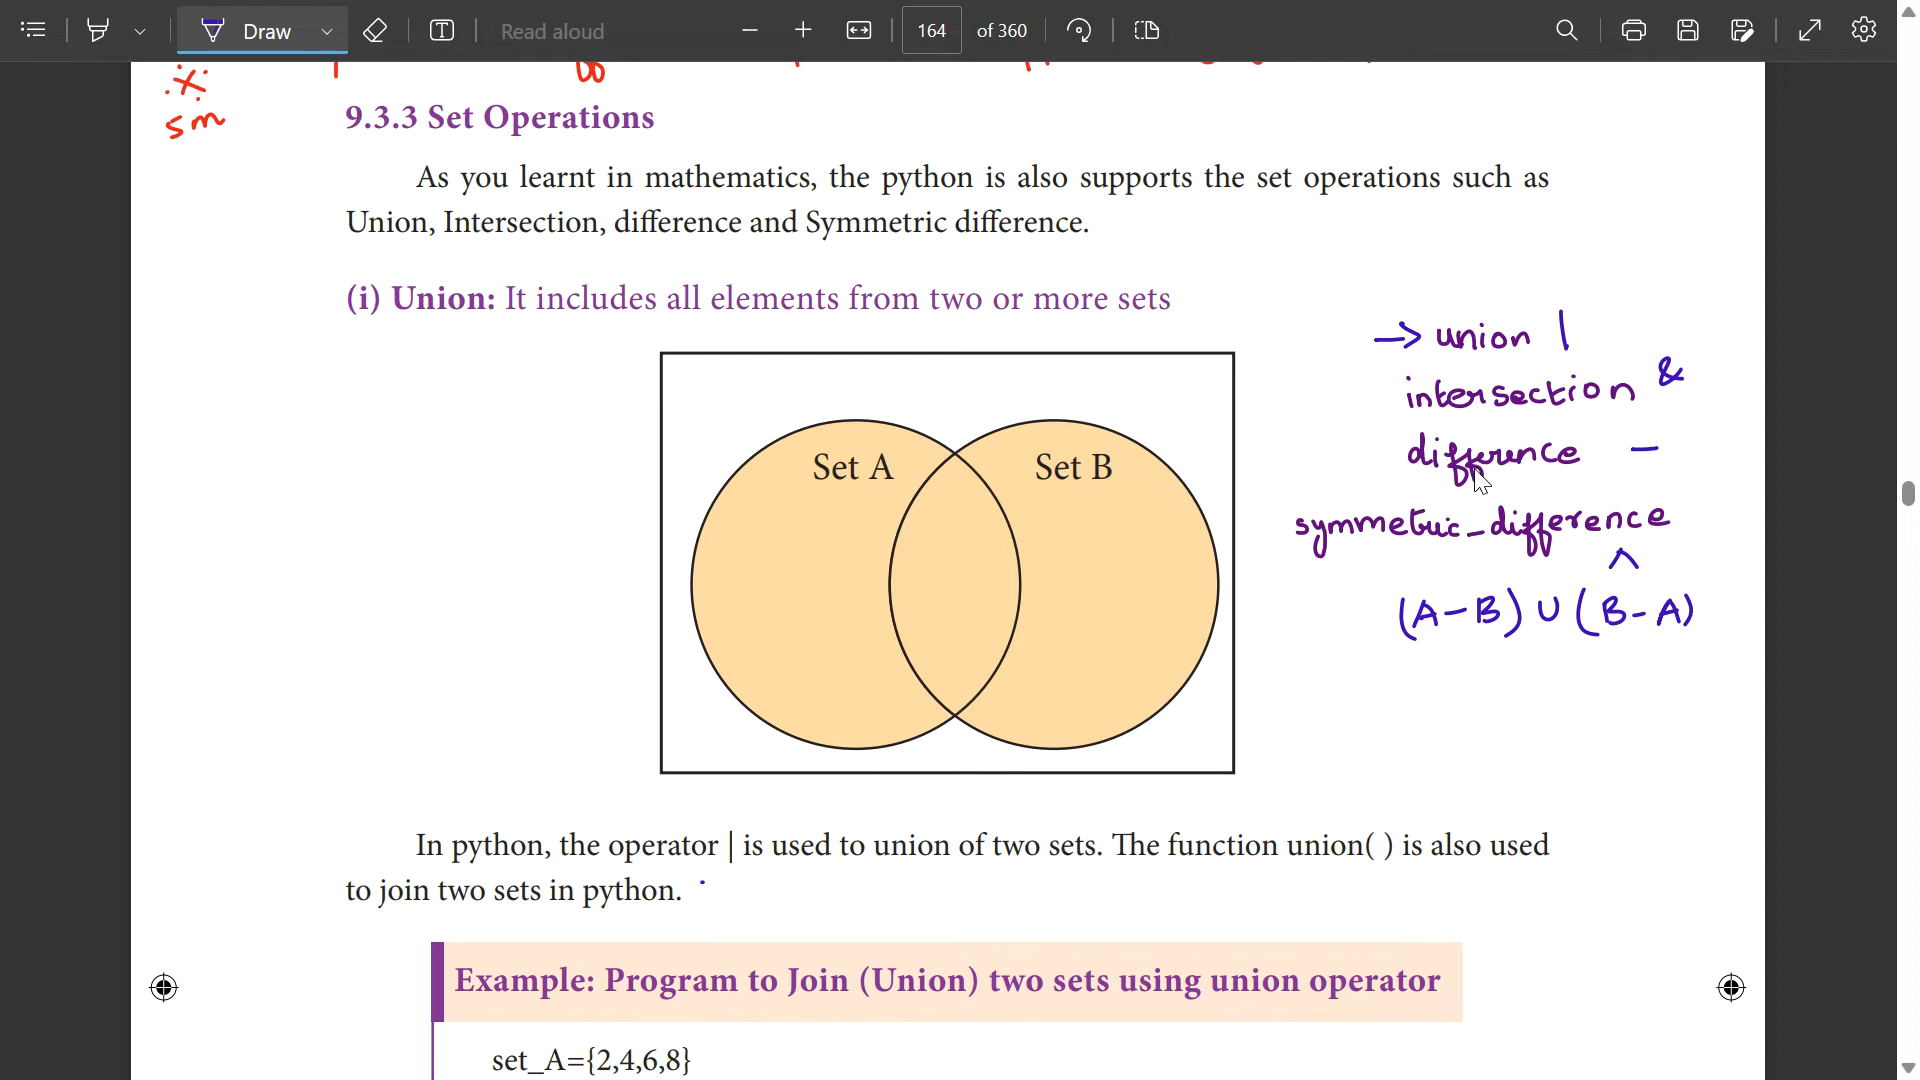 Draw
Read aloud
164 of 360
sm
9.3.3 Set Operations
As you learnt in mathematics, the python is also supports the set operations such as
Union, Intersection, difference and Symmetric difference.
(i) Union: It includes all elements from two or more sets
→ union |
intersection &
difference –
symmetric_difference
^
(A-B) ∪ (B-A)
Set A Set B
In python, the operator | is used to union of two sets. The function union( ) is also used
to join two sets in python.
Example: Program to Join (Union) two sets using union operator
set_A={2,4,6,8}